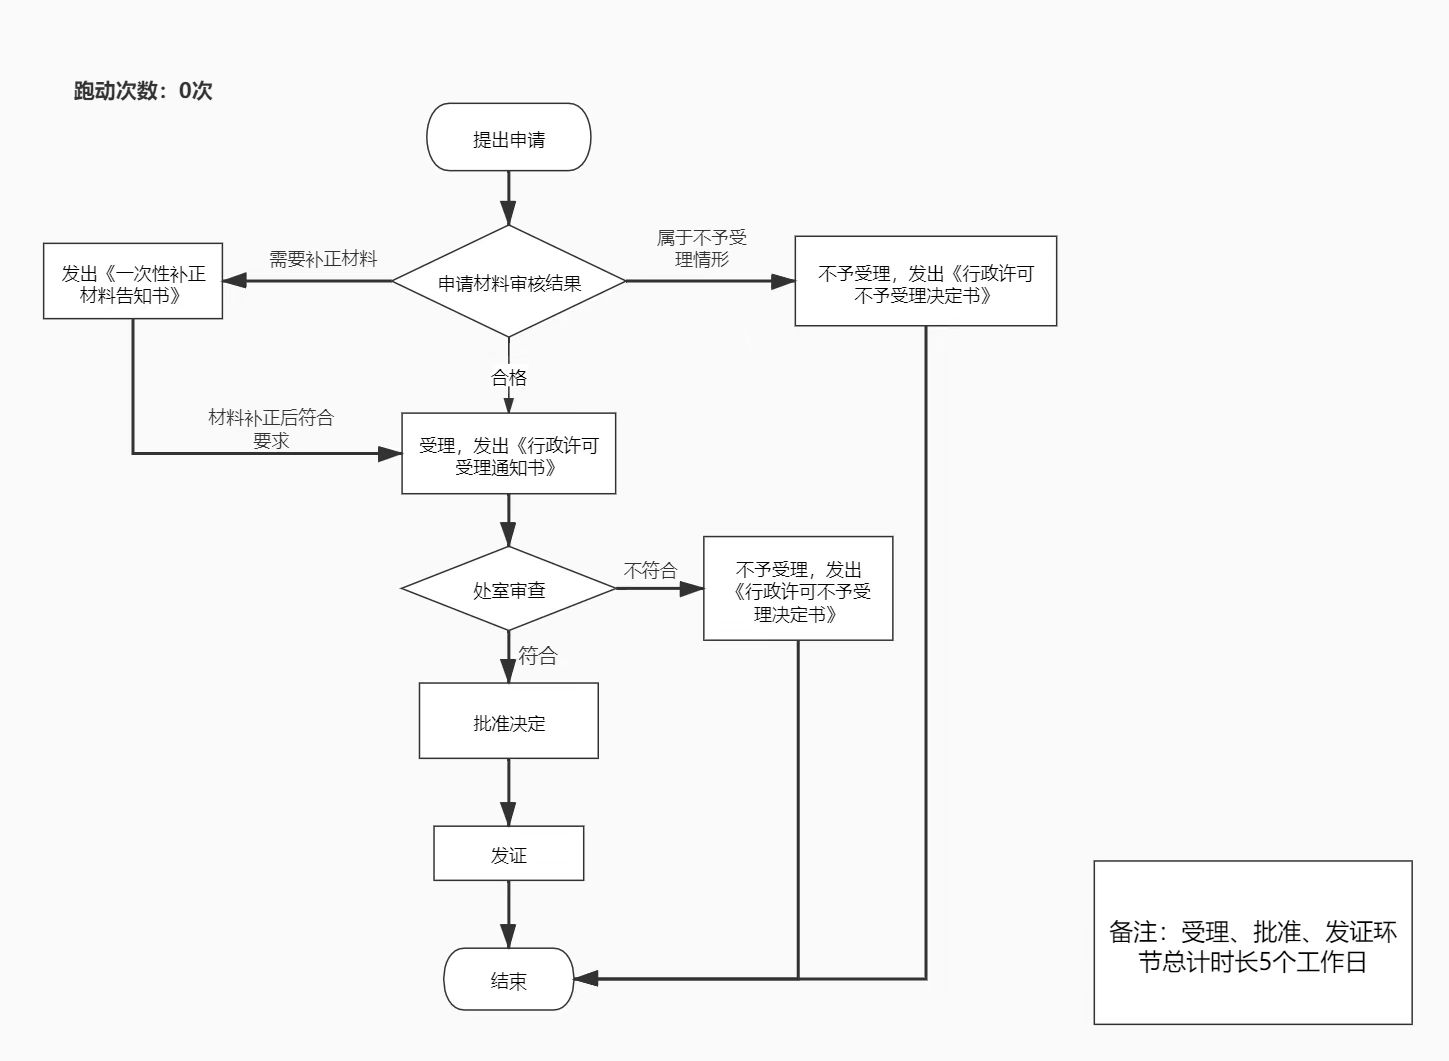 跑动次数：0次
提出申请
需要补正材料
属于不予受
理情形
发出《一次性补正
材料告知书》
申请材料审核结果
不予受理，发出《行政许可
不予受理决定书》
合格
材料补正后符合
要求
受理，发出《行政许可
受理通知书》
处室审查
不符合
不予受理，发出
《行政许可不予受
理决定书》
符合
批准决定
发证
结束
备注：受理、批准、发证环
节总计时长5个工作日